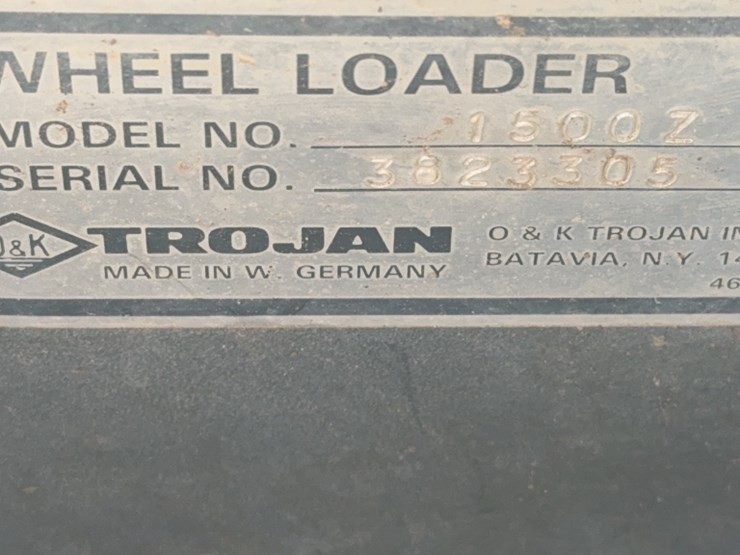 WHEEL LOADER
MODEL NO. 1500Z
SERIAL NO. 3823305
O&K TROJAN O & K TROJAN IN
MADE IN W. GERMANY BATAVIA, N.Y. 14
46